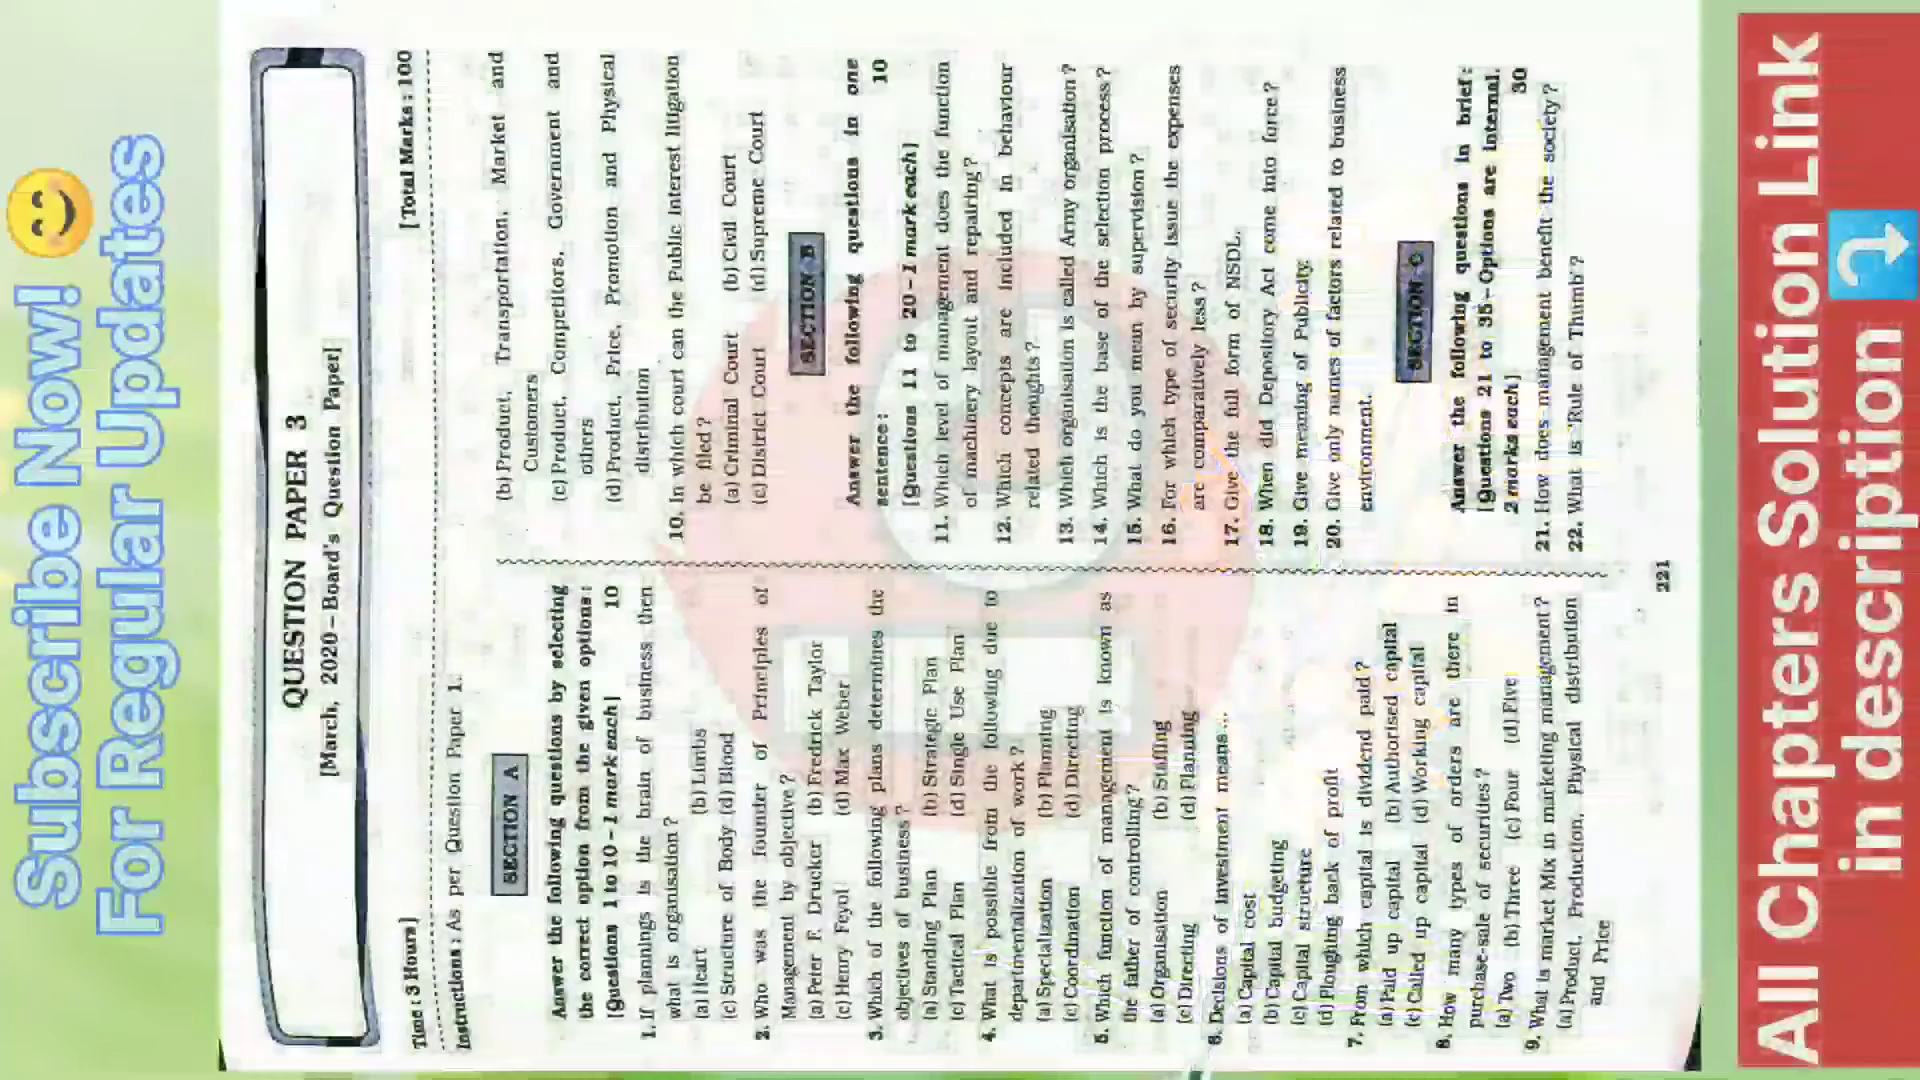 Subscribe Now! 😊
For Regular Updates
QUESTION PAPER 3
[March, 2020 – Board's Question Paper]
Time : 3 Hours]
[Total Marks : 100
Instructions : As per Question Paper 1.
SECTION A
Answer the following questions by selecting
the correct option from the given options : 10
[Questions 1 to 10 – 1 mark each]
1. If plannings is the brain of business then
what is organisation ?
(a) Heart (b) Limbs
(c) Structure of Body (d) Blood
2. Who was the founder of Principles of
Management by objective ?
(a) Peter F. Drucker (b) Fredrick Taylor
(c) Henry Feyol (d) Max Weber
3. Which of the following plans determines the
objectives of business ?
(a) Standing Plan (b) Strategic Plan
(c) Tactical Plan (d) Single Use Plan
4. What is possible from the following due to
departmentalization of work ?
(a) Specialization (b) Planning
(c) Coordination (d) Directing
5. Which function of management is known as
the father of controlling ?
(a) Organisation (b) Staffing
(c) Directing (d) Planning
6. Decisions of investment means ...
(a) Capital cost
(b) Capital budgeting
(c) Capital structure
(d) Ploughing back of profit
7. From which capital is dividend paid ?
(a) Paid up capital (b) Authorised capital
(c) Called up capital (d) Working capital
8. How many types of orders are there in
purchase-sale of securities ?
(a) Two (b) Three (c) Four (d) Five
9. What is market Mix in marketing management ?
(a) Product, Production, Physical distribution
and Price
(b) Product, Transportation, Market and
Customers
(c) Product, Competitors, Government and
others
(d) Product, Price, Promotion and Physical
distribution
10. In which court can the Public Interest litigation
be filed ?
(a) Criminal Court (b) Civil Court
(c) District Court (d) Supreme Court
SECTION B
Answer the following questions in one
sentence : 10
[Questions 11 to 20 – 1 mark each]
11. Which level of management does the function
of machinery layout and repairing ?
12. Which concepts are included in behaviour
related thoughts ?
13. Which organisation is called Army organisation ?
14. Which is the base of the selection process ?
15. What do you mean by supervision ?
16. For which type of security issue the expenses
are comparatively less ?
17. Give the full form of NSDL.
18. When did Depository Act come into force ?
19. Give meaning of Publicity.
20. Give only names of factors related to business
environment.
SECTION C
Answer the following questions in brief :
[Questions 21 to 35 – Options are internal.
2 marks each] 30
21. How does management benefit the society ?
22. What is 'Rule of Thumb' ?
221
All Chapters Solution Link
in description ⤵